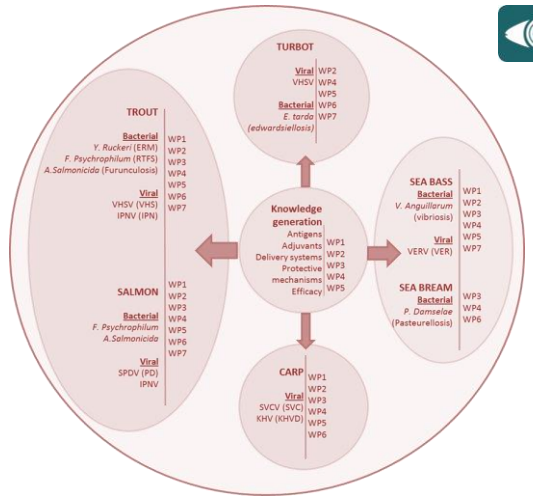 TURBOT
Viral
VHSV
Bacterial
E. tarda
(edwardsiellosis)
WP2
WP4
WP5
WP6
WP7
TROUT
Bacterial
Y. Ruckeri (ERM)
F. Psychrophilum (RTFS)
A.Salmonicida (Furunculosis)
Viral
VHSV (VHS)
IPNV (IPN)
WP1
WP2
WP3
WP4
WP5
WP6
WP7
SALMON
Bacterial
F. Psychrophilum
A.Salmonicida
Viral
SPDV (PD)
IPNV
WP1
WP2
WP3
WP4
WP5
WP6
WP7
Knowledge
generation
Antigens
Adjuvants
Delivery systems
Protective
mechanisms
Efficacy
WP1
WP2
WP3
WP4
WP5
SEA BASS
Bacterial
V. Anguillarum
(vibriosis)
Viral
VERV (VER)
WP1
WP2
WP3
WP4
WP5
WP7
SEA BREAM
Bacterial
P. Damselae
(Pasteurellosis)
WP3
WP4
WP6
CARP
Viral
SVCV (SVC)
KHV (KHVD)
WP1
WP2
WP3
WP4
WP5
WP6